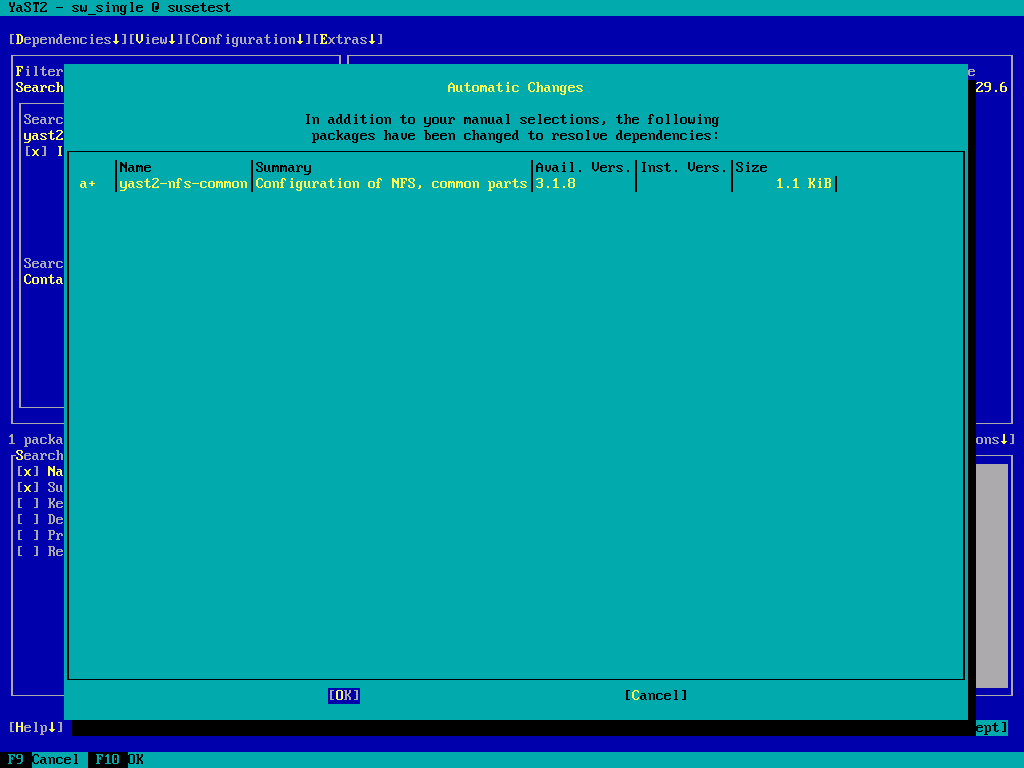 YaST2 - sw_single @ susetest
[Dependencies↓][View↓][Configuration↓][Extras↓]
Filter
e
Search
29.6
Automatic Changes
Searc
In addition to your manual selections, the following
yast2
packages have been changed to resolve dependencies:
[x] I
Name Summary Avail. Vers. Inst. Vers. Size
a+ yast2-nfs-common Configuration of NFS, common parts 3.1.8 1.1 KiB
Searc
Conta
1 packa
ons↓]
Search
[x] Na
[x] Su
[ ] Ke
[ ] De
[ ] Pr
[ ] Re
[OK] [Cancel]
[Help↓]
ept]
F9 Cancel F10 OK